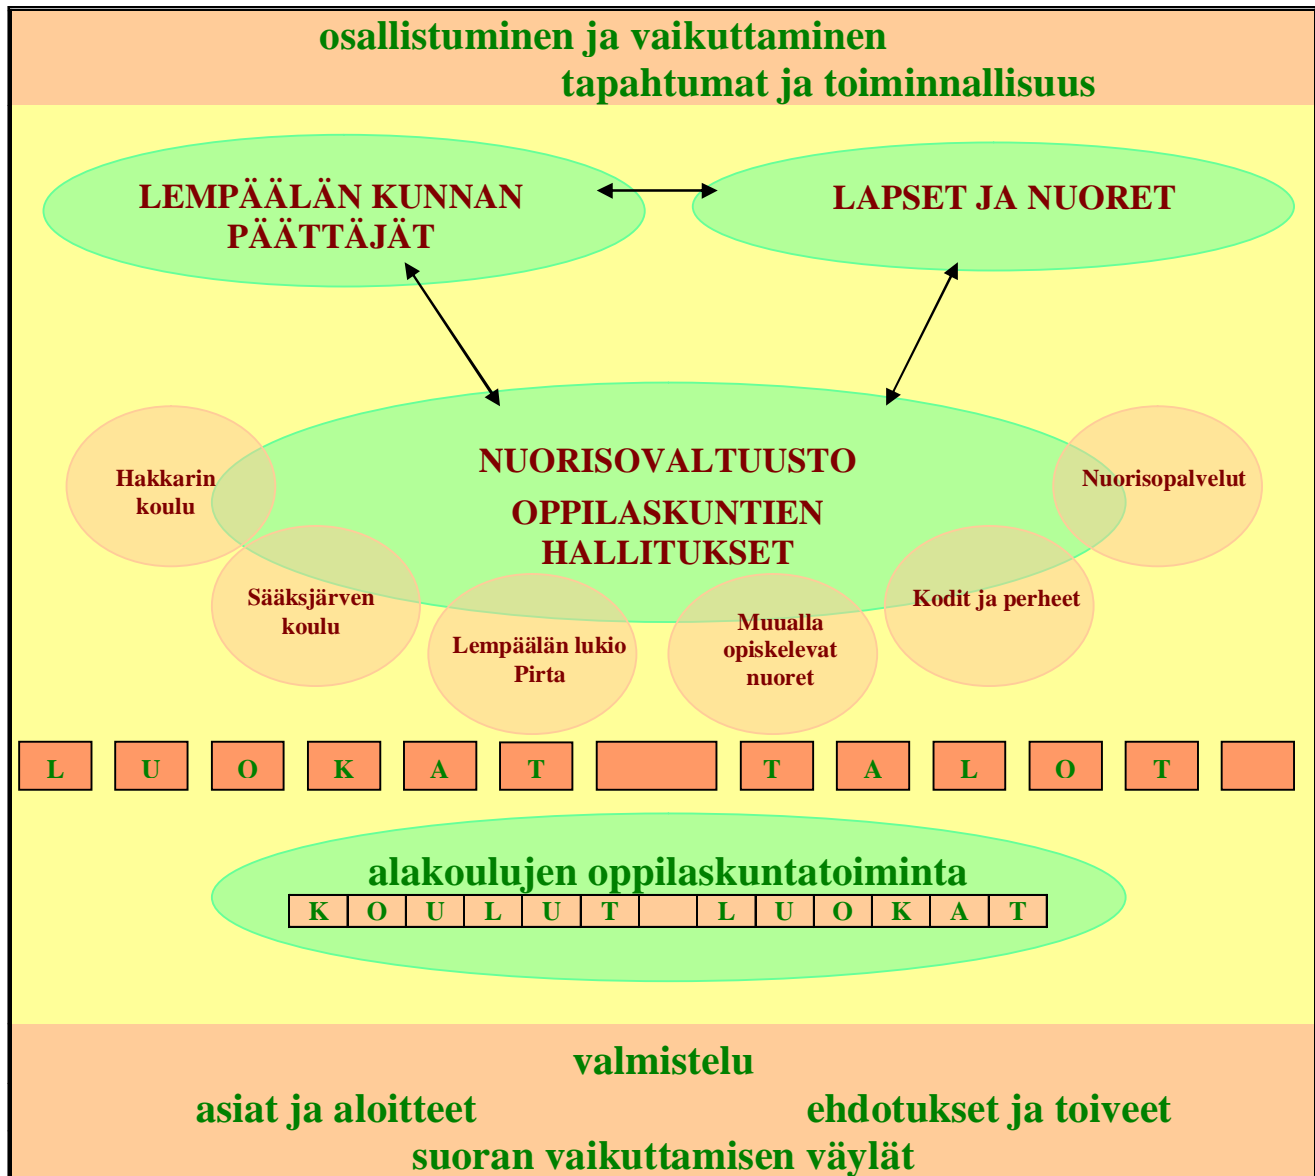 osallistuminen ja vaikuttaminen
tapahtumat ja toiminnallisuus
LEMPÄÄLÄN KUNNAN
PÄÄTTÄJÄT
LAPSET JA NUORET
NUORISOVALTUUSTO
OPPILASKUNTIEN
HALLITUKSET
Hakkarin
koulu
Sääksjärven
koulu
Lempäälän lukio
Pirta
Muualla
opiskelevat
nuoret
Kodit ja perheet
Nuorisopalvelut
L U O K A T T A L O T
alakoulujen oppilaskuntatoiminta
K O U L U T L U O K A T
valmistelu
asiat ja aloitteet ehdotukset ja toiveet
suoran vaikuttamisen väylät